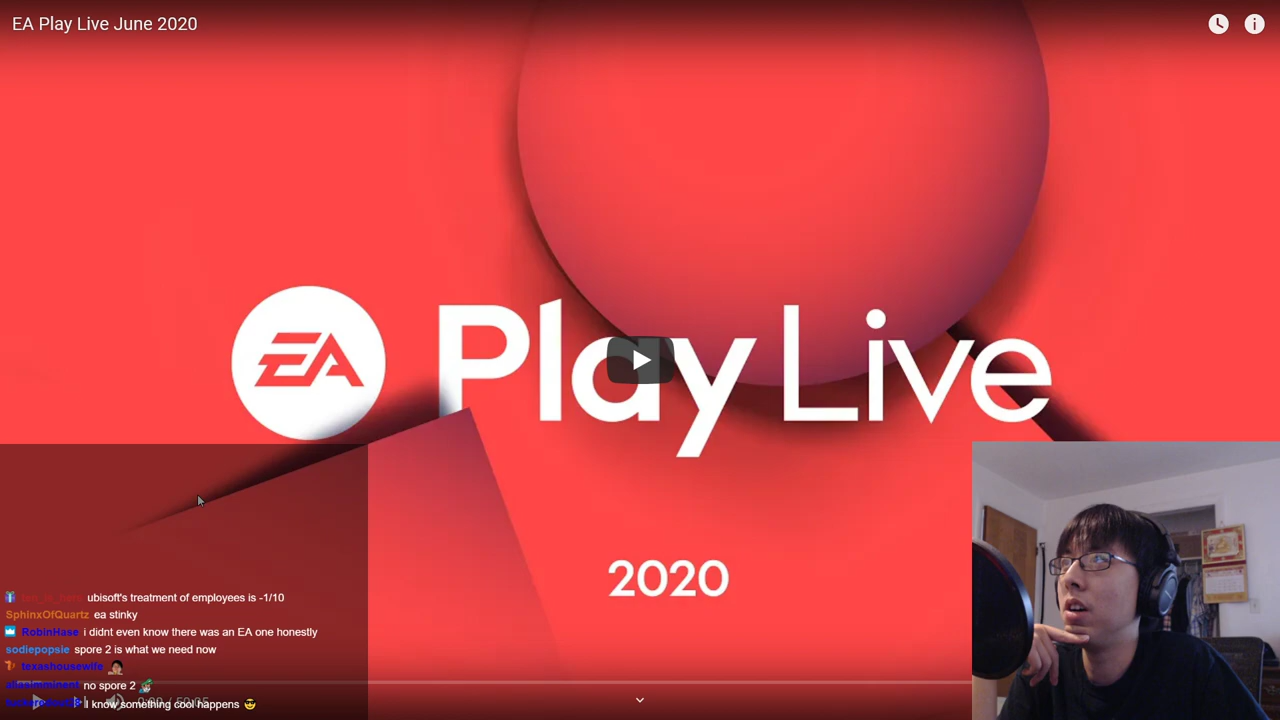 EA Play Live June 2020
EA Play Live
2020
ubisoft's treatment of employees is -1/10
SphinxOfQuartz ea stinky
RobinHase i didnt even know there was an EA one honestly
sodiepopsie spore 2 is what we need now
texashousewife
aliasimminent no spore 2
I know something cool happens